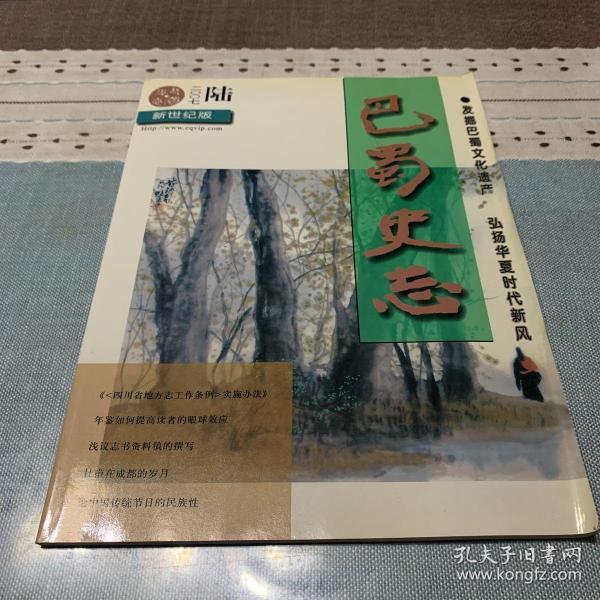 二〇〇七
陆
新世纪版
Http://www.cqvip.com
巴蜀史志
●发掘巴蜀文化遗产
弘扬华夏时代新风
《<四川省地方志工作条例>实施办法》
年鉴如何提高读者的眼球效应
浅议志书资料稿的撰写
杜甫在成都的岁月
论中国传统节日的民族性
孔夫子旧书网
www.kongfz.com